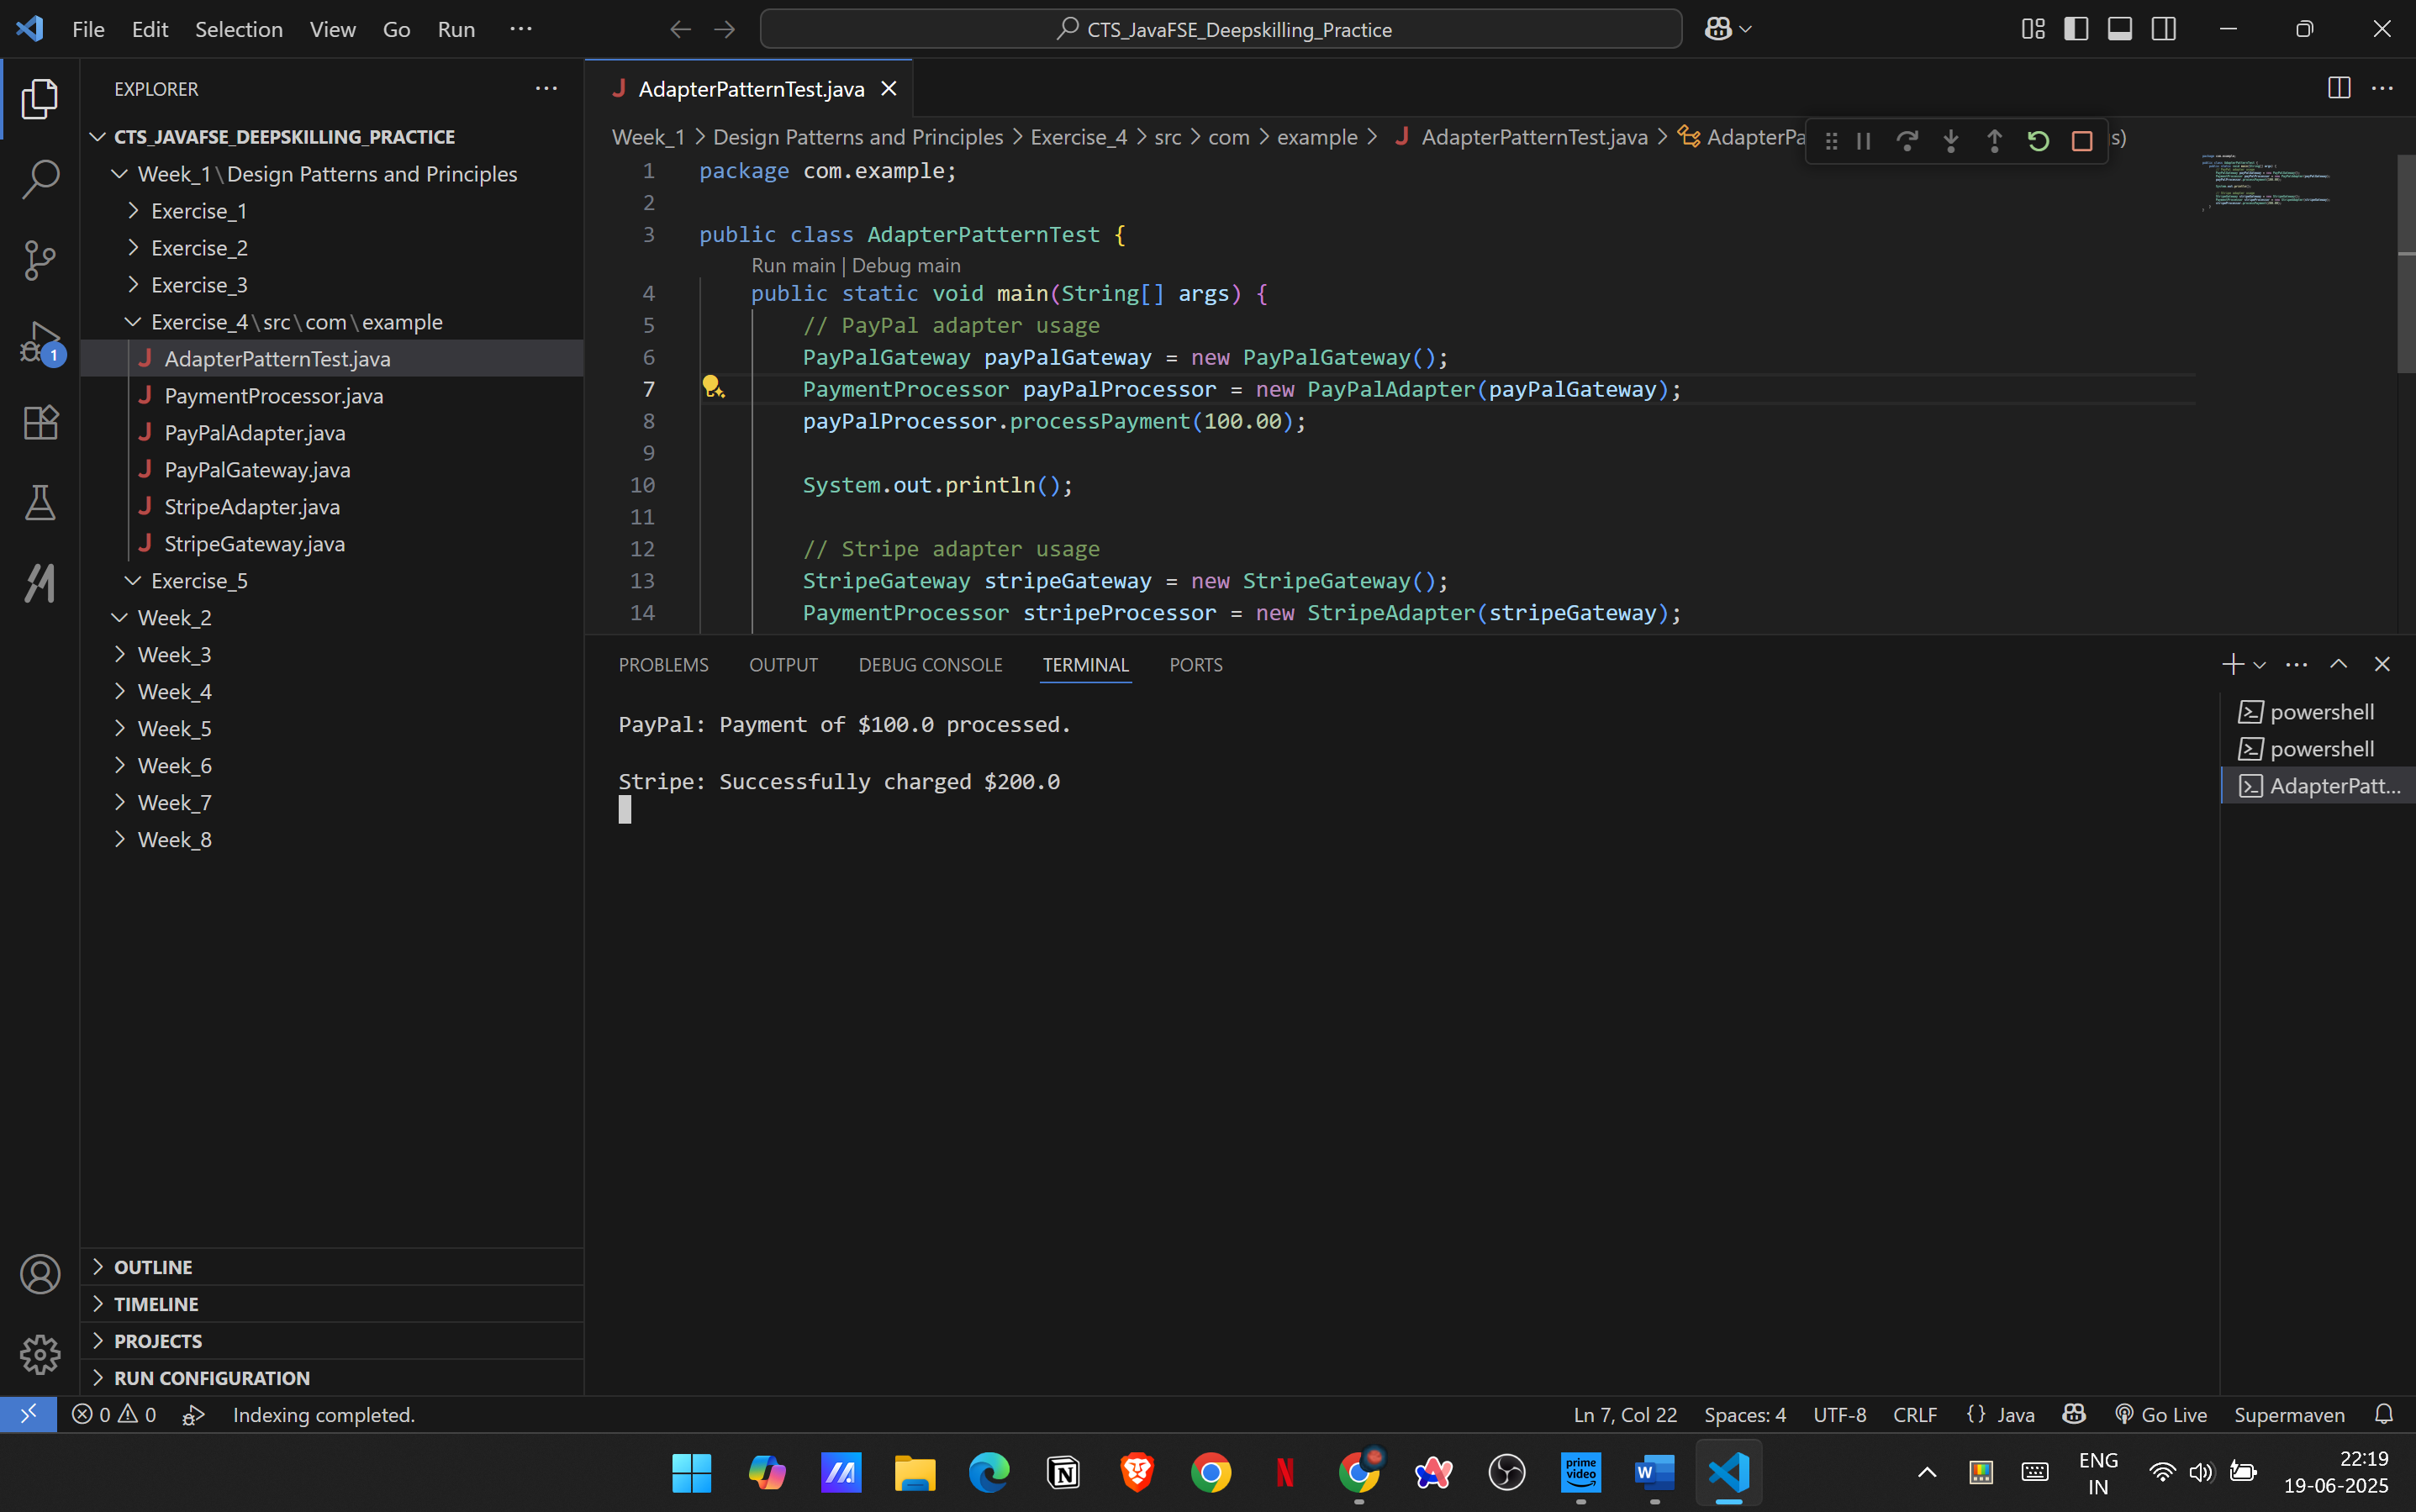 File Edit Selection View Go Run ···
CTS_JavaFSE_Deepskilling_Practice
EXPLORER
CTS_JAVAFSE_DEEPSKILLING_PRACTICE
Week_1\Design Patterns and Principles
Exercise_1
Exercise_2
Exercise_3
Exercise_4\src\com\example
AdapterPatternTest.java
PaymentProcessor.java
PayPalAdapter.java
PayPalGateway.java
StripeAdapter.java
StripeGateway.java
Exercise_5
Week_2
Week_3
Week_4
Week_5
Week_6
Week_7
Week_8
OUTLINE
TIMELINE
PROJECTS
RUN CONFIGURATION
1
J AdapterPatternTest.java
Week_1 > Design Patterns and Principles > Exercise_4 > src > com > example > J AdapterPatternTest.java > AdapterPa s)
1 package com.example;
2
3 public class AdapterPatternTest {
Run main | Debug main
4 public static void main(String[] args) {
5 // PayPal adapter usage
6 PayPalGateway payPalGateway = new PayPalGateway();
7 PaymentProcessor payPalProcessor = new PayPalAdapter(payPalGateway);
8 payPalProcessor.processPayment(100.00);
9
10 System.out.println();
11
12 // Stripe adapter usage
13 StripeGateway stripeGateway = new StripeGateway();
14 PaymentProcessor stripeProcessor = new StripeAdapter(stripeGateway);
PROBLEMS OUTPUT DEBUG CONSOLE TERMINAL PORTS
PayPal: Payment of $100.0 processed.
Stripe: Successfully charged $200.0
powershell
powershell
AdapterPatt...
0 0 Indexing completed.
Ln 7, Col 22 Spaces: 4 UTF-8 CRLF {} Java Go Live Supermaven
prime video
W
ENG
IN
22:19
19-06-2025